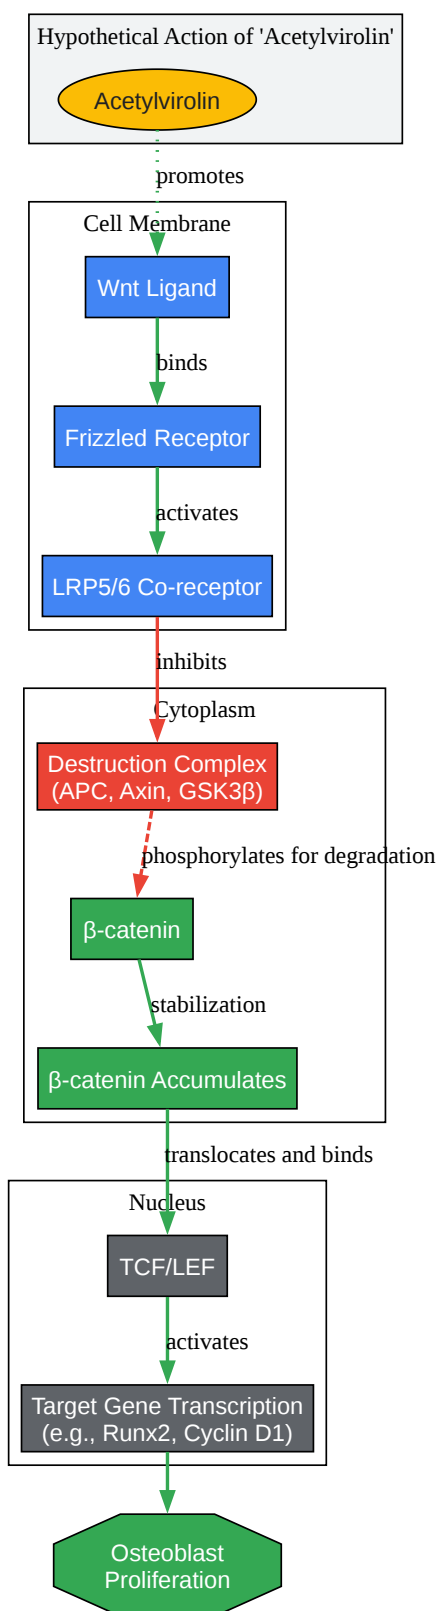 Hypothetical Action of 'Acetylvirolin'
Acetylvirolin
promotes
Cell Membrane
Wnt Ligand
binds
Frizzled Receptor
activates
LRP5/6 Co-receptor
inhibits
Cytoplasm
Destruction Complex
(APC, Axin, GSK3β)
phosphorylates for degradation
β-catenin
stabilization
β-catenin Accumulates
translocates and binds
Nucleus
TCF/LEF
activates
Target Gene Transcription
(e.g., Runx2, Cyclin D1)
Osteoblast
Proliferation